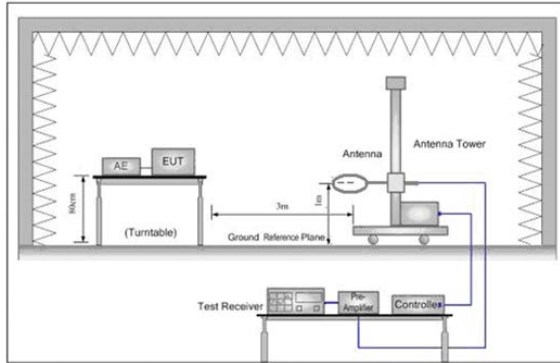 Antenna Tower
Antenna
EUT
AE
80cm
(Turntable)
3m
1m
Ground Reference Plane
Test Receiver
Pre-
Amplifier
Controller